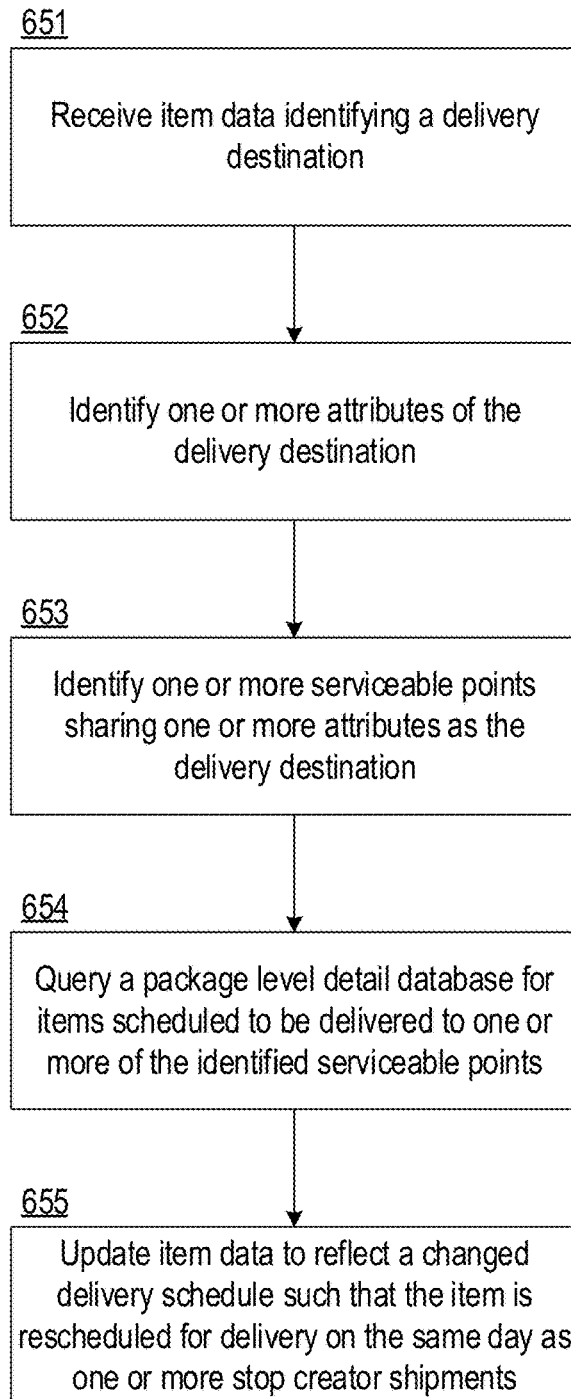 651
Receive item data identifying a delivery
destination
652
Identify one or more attributes of the
delivery destination
653
Identify one or more serviceable points
sharing one or more attributes as the
delivery destination
654
Query a package level detail database for
items scheduled to be delivered to one or
more of the identified serviceable points
655
Update item data to reflect a changed
delivery schedule such that the item is
rescheduled for delivery on the same day as
one or more stop creator shipments